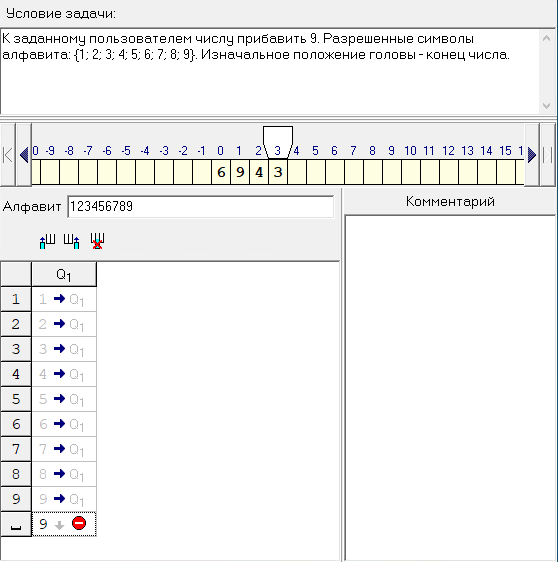 Условие задачи:
К заданному пользователем числу прибавить 9. Разрешенные символы
алфавита: {1; 2; 3; 4; 5; 6; 7; 8; 9}. Изначальное положение головы - конец числа.
0 -9 -8 -7 -6 -5 -4 -3 -2 -1 0 1 2 3 4 5 6 7 8 9 10 11 12 13 14 15 1
6 9 4 3
Алфавит 123456789
Комментарий
Q1
1 1 → Q1
2 2 → Q1
3 3 → Q1
4 4 → Q1
5 5 → Q1
6 6 → Q1
7 7 → Q1
8 8 → Q1
9 9 → Q1
␣ 9 ↓